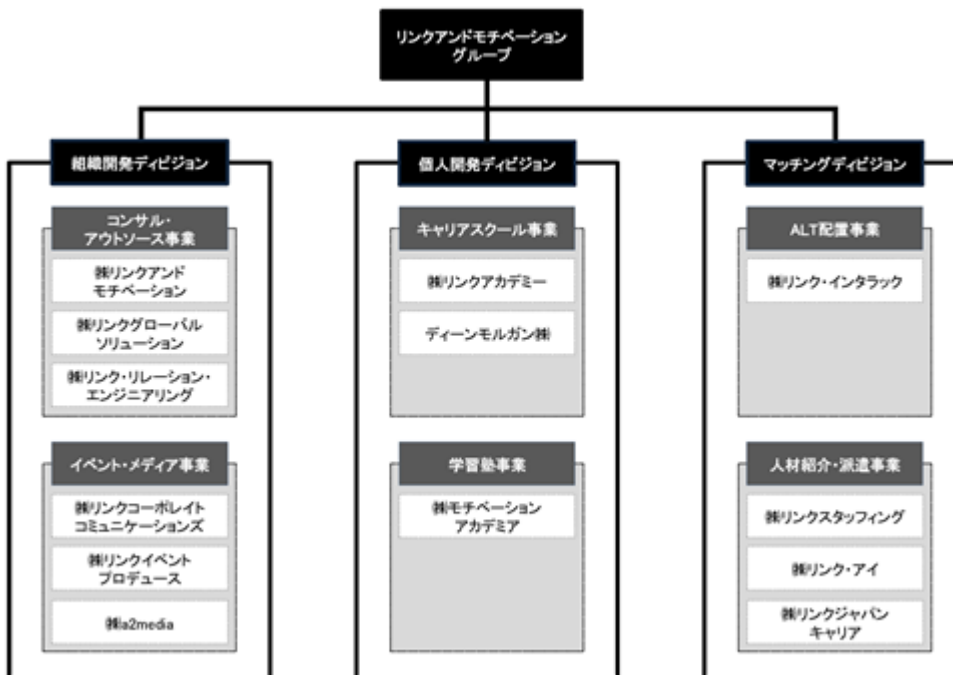 リンクアンドモチベーション
グループ
組織開発ディビジョン
コンサル・
アウトソース事業
㈱リンクアンド
モチベーション
㈱リンクグローバル
ソリューション
㈱リンク・リレーション・
エンジニアリング
イベント・メディア事業
㈱リンクコーポレイト
コミュニケーションズ
㈱リンクイベント
プロデュース
㈱a2media
個人開発ディビジョン
キャリアスクール事業
㈱リンクアカデミー
ディーンモルガン㈱
学習塾事業
㈱モチベーション
アカデミア
マッチングディビジョン
ALT配置事業
㈱リンク・インタラック
人材紹介・派遣事業
㈱リンクスタッフィング
㈱リンク・アイ
㈱リンクジャパン
キャリア